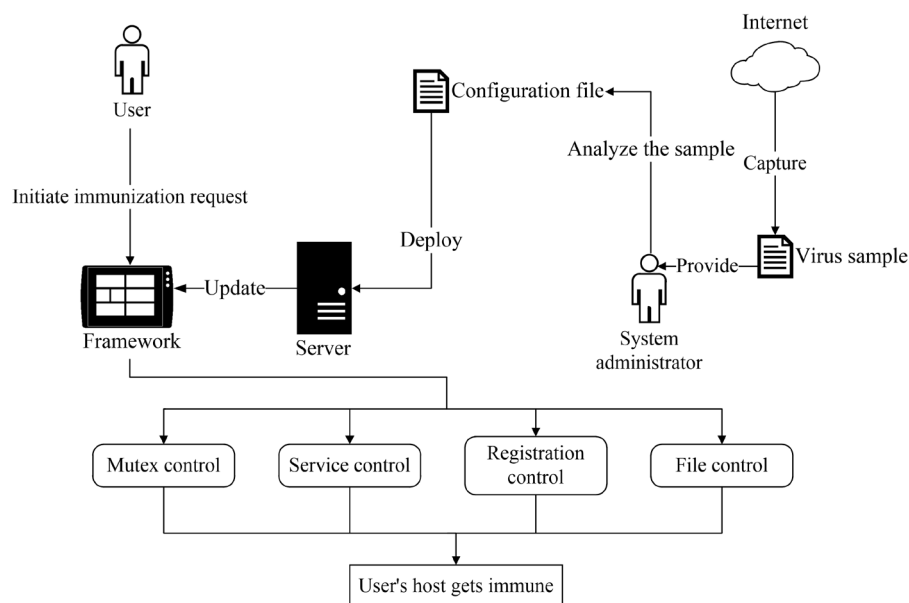 Internet
User
Configuration file
Analyze the sample
Capture
Initiate immunization request
Deploy
Provide
Virus sample
Update
Framework
Server
System
administrator
Mutex control
Service control
Registration
control
File control
User's host gets immune